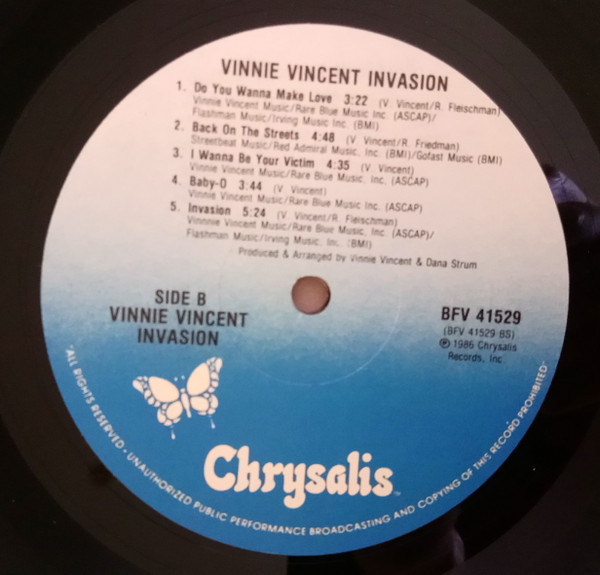 VINNIE VINCENT INVASION
1. Do You Wanna Make Love 3:22 (V. Vincent/R. Fleischman)
Vinnie Vincent Music/Rare Blue Music Inc. (ASCAP)/
Flashman Music/Irving Music Inc. (BMI)
2. Back On The Streets 4:48 (V. Vincent/R. Friedman)
Streetbeat Music/Red Admiral Music Inc. (BMI)/Gofast Music (BMI)
3. I Wanna Be Your Victim 4:35 (V. Vincent)
Vinnie Vincent Music/Rare Blue Music, Inc. (ASCAP)
4. Baby-O 3:44 (V. Vincent)
Vinnie Vincent Music/Rare Blue Music, Inc. (ASCAP)
5. Invasion 5:24 (V. Vincent/R. Fleischman)
Vinnnie Vincent Music/Rare Blue Music, Inc. (ASCAP)/
Flashman Music/Irving Music, Inc. (BMI)
Produced & Arranged by Vinnie Vincent & Dana Strum
SIDE B
VINNIE VINCENT
INVASION
BFV 41529
(BFV 41529-BS)
℗ 1986 Chrysalis
Records, Inc.
Chrysalis™
"ALL RIGHTS RESERVED · UNAUTHORIZED PUBLIC PERFORMANCE BROADCASTING AND COPYING OF THIS RECORD PROHIBITED"